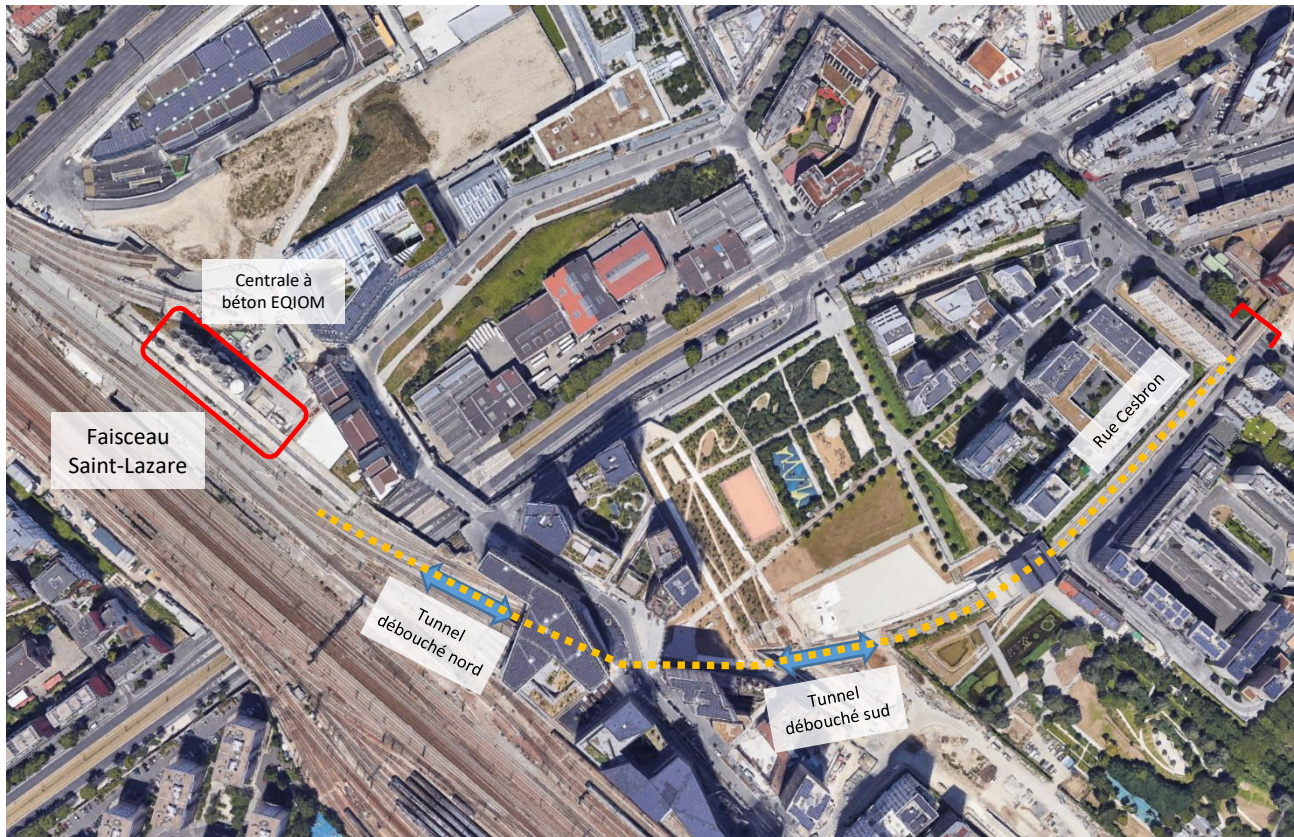 Centrale à
béton EQIOM
Faisceau
Saint-Lazare
Rue Cesbron
Tunnel
débouché nord
Tunnel
débouché sud